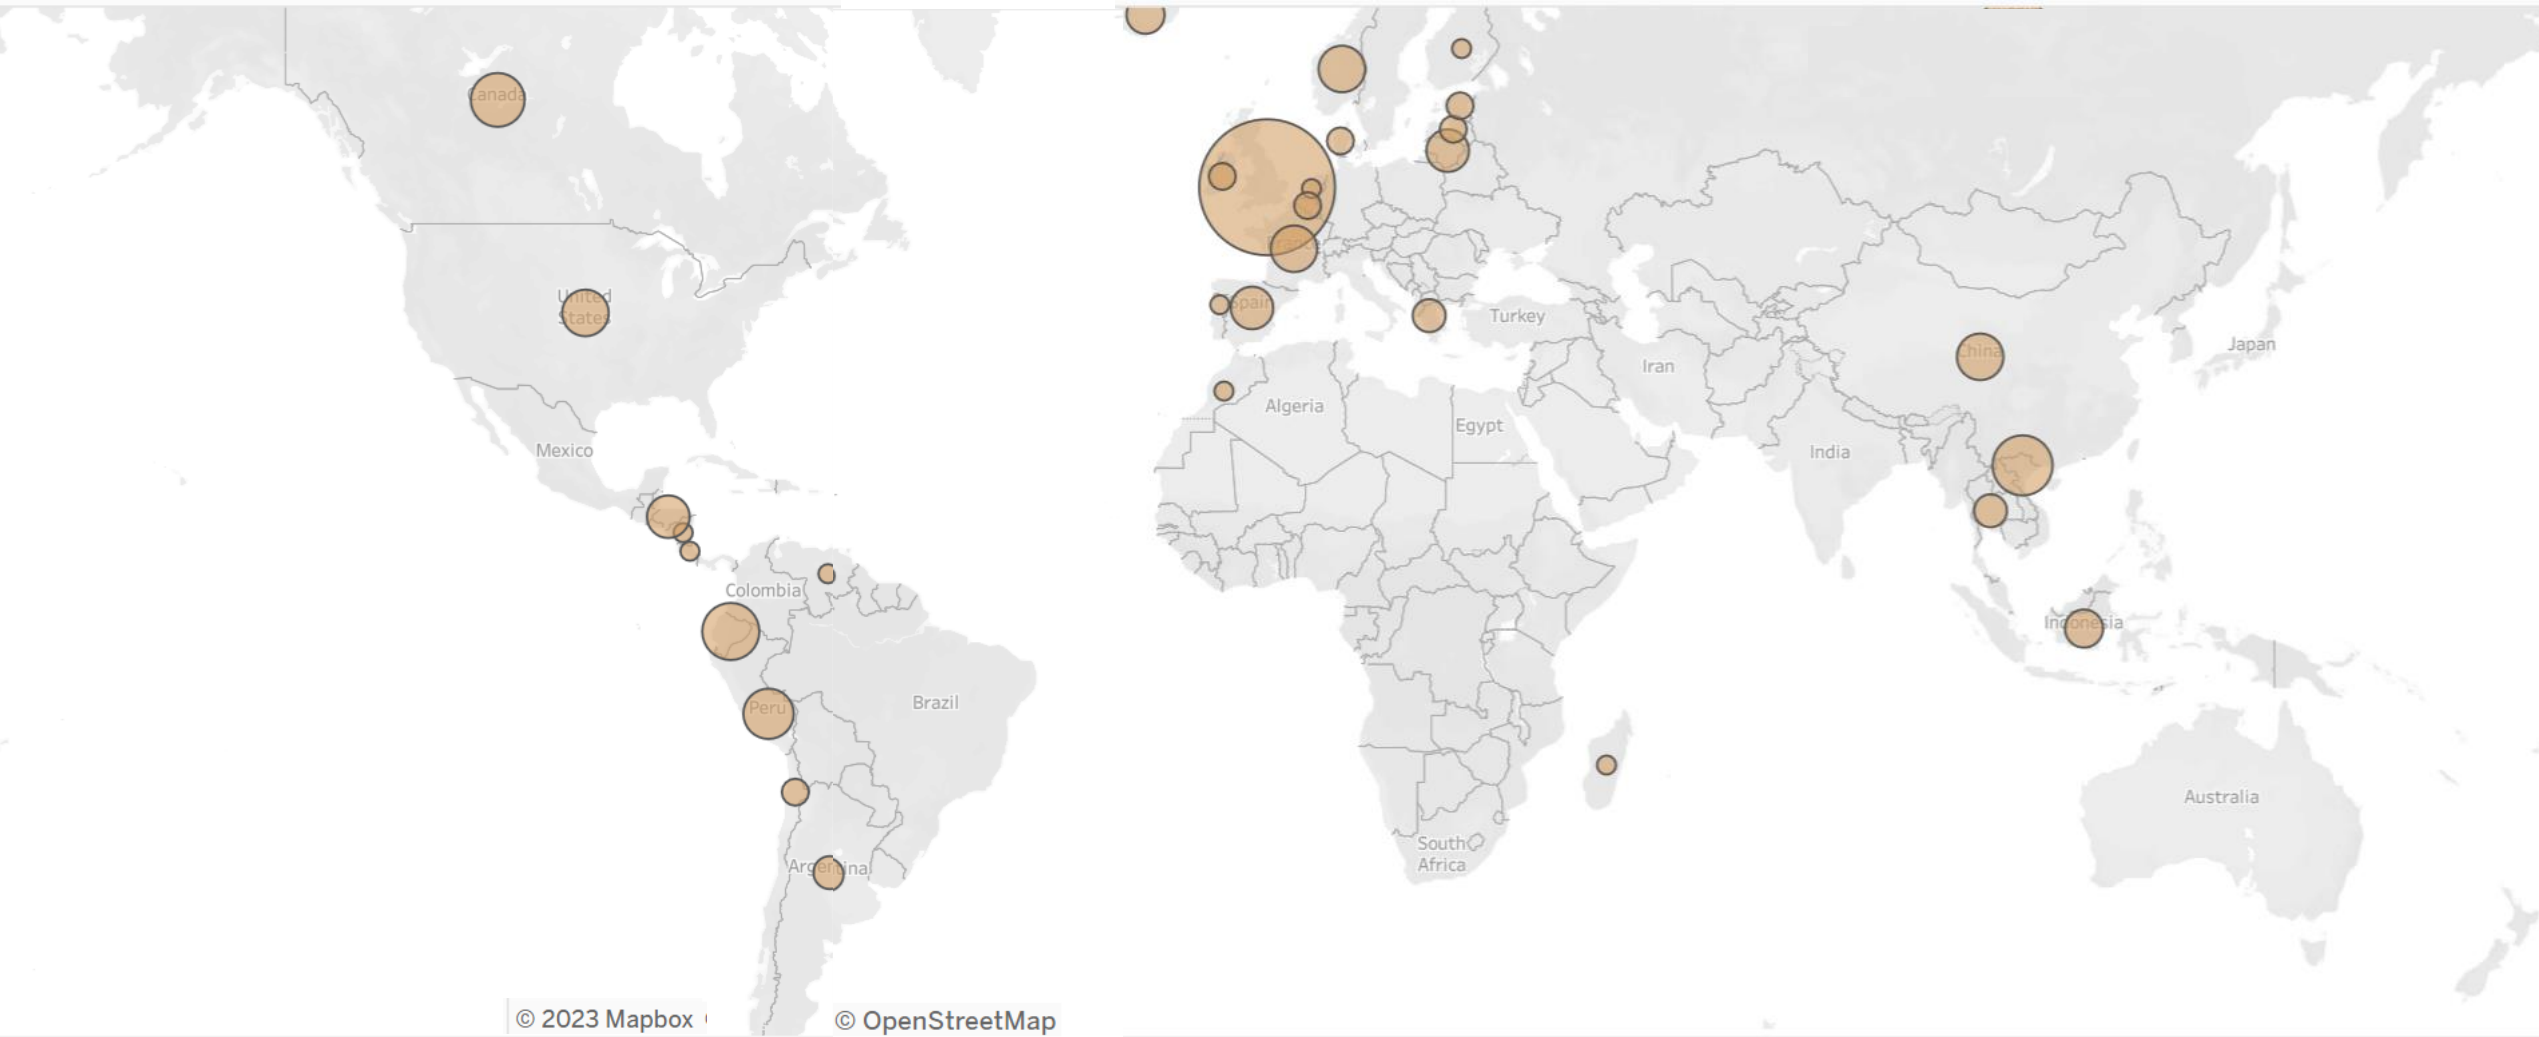 Canada
United
States
Mexico
Colombia
Peru
Brazil
Argentina
France
Spain
Turkey
Algeria
Egypt
Iran
India
China
Japan
Indonesia
South
Africa
Australia
© 2023 Mapbox
© OpenStreetMap